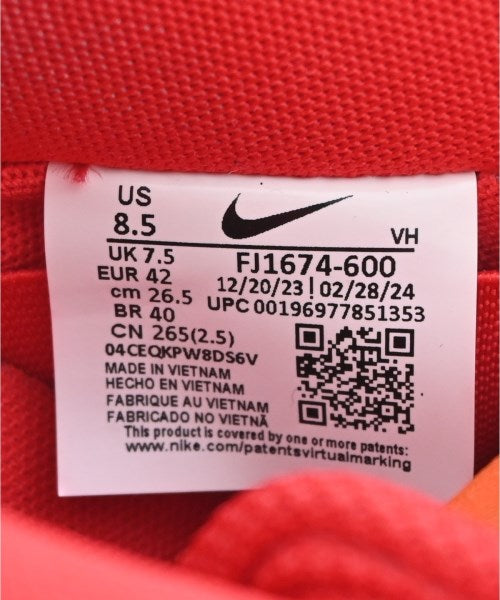 US
8.5
VH
UK 7.5
EUR 42
cm 26.5
BR 40
CN 265(2.5)
FJ1674-600
12/20/23 | 02/28/24
UPC 00196977851353
04CEQKPW8DS6V
MADE IN VIETNAM
HECHO EN VIETNAM
FABRIQUE AU VIETNAM
FABRICADO NO VIETNÃ
This product is covered by one or more patents:
www.nike.com/patentsvirtualmarking